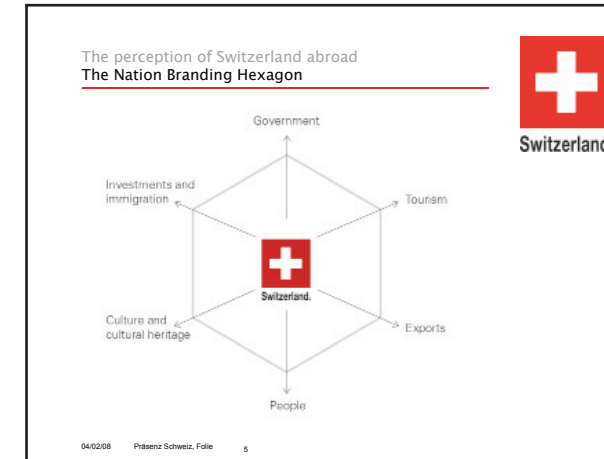 The perception of Switzerland abroad
The Nation Branding Hexagon
Switzerland
Government
Investments and
immigration
Tourism
Switzerland.
Culture and
cultural heritage
Exports
People
04/02/08 Präsenz Schweiz, Folie 5